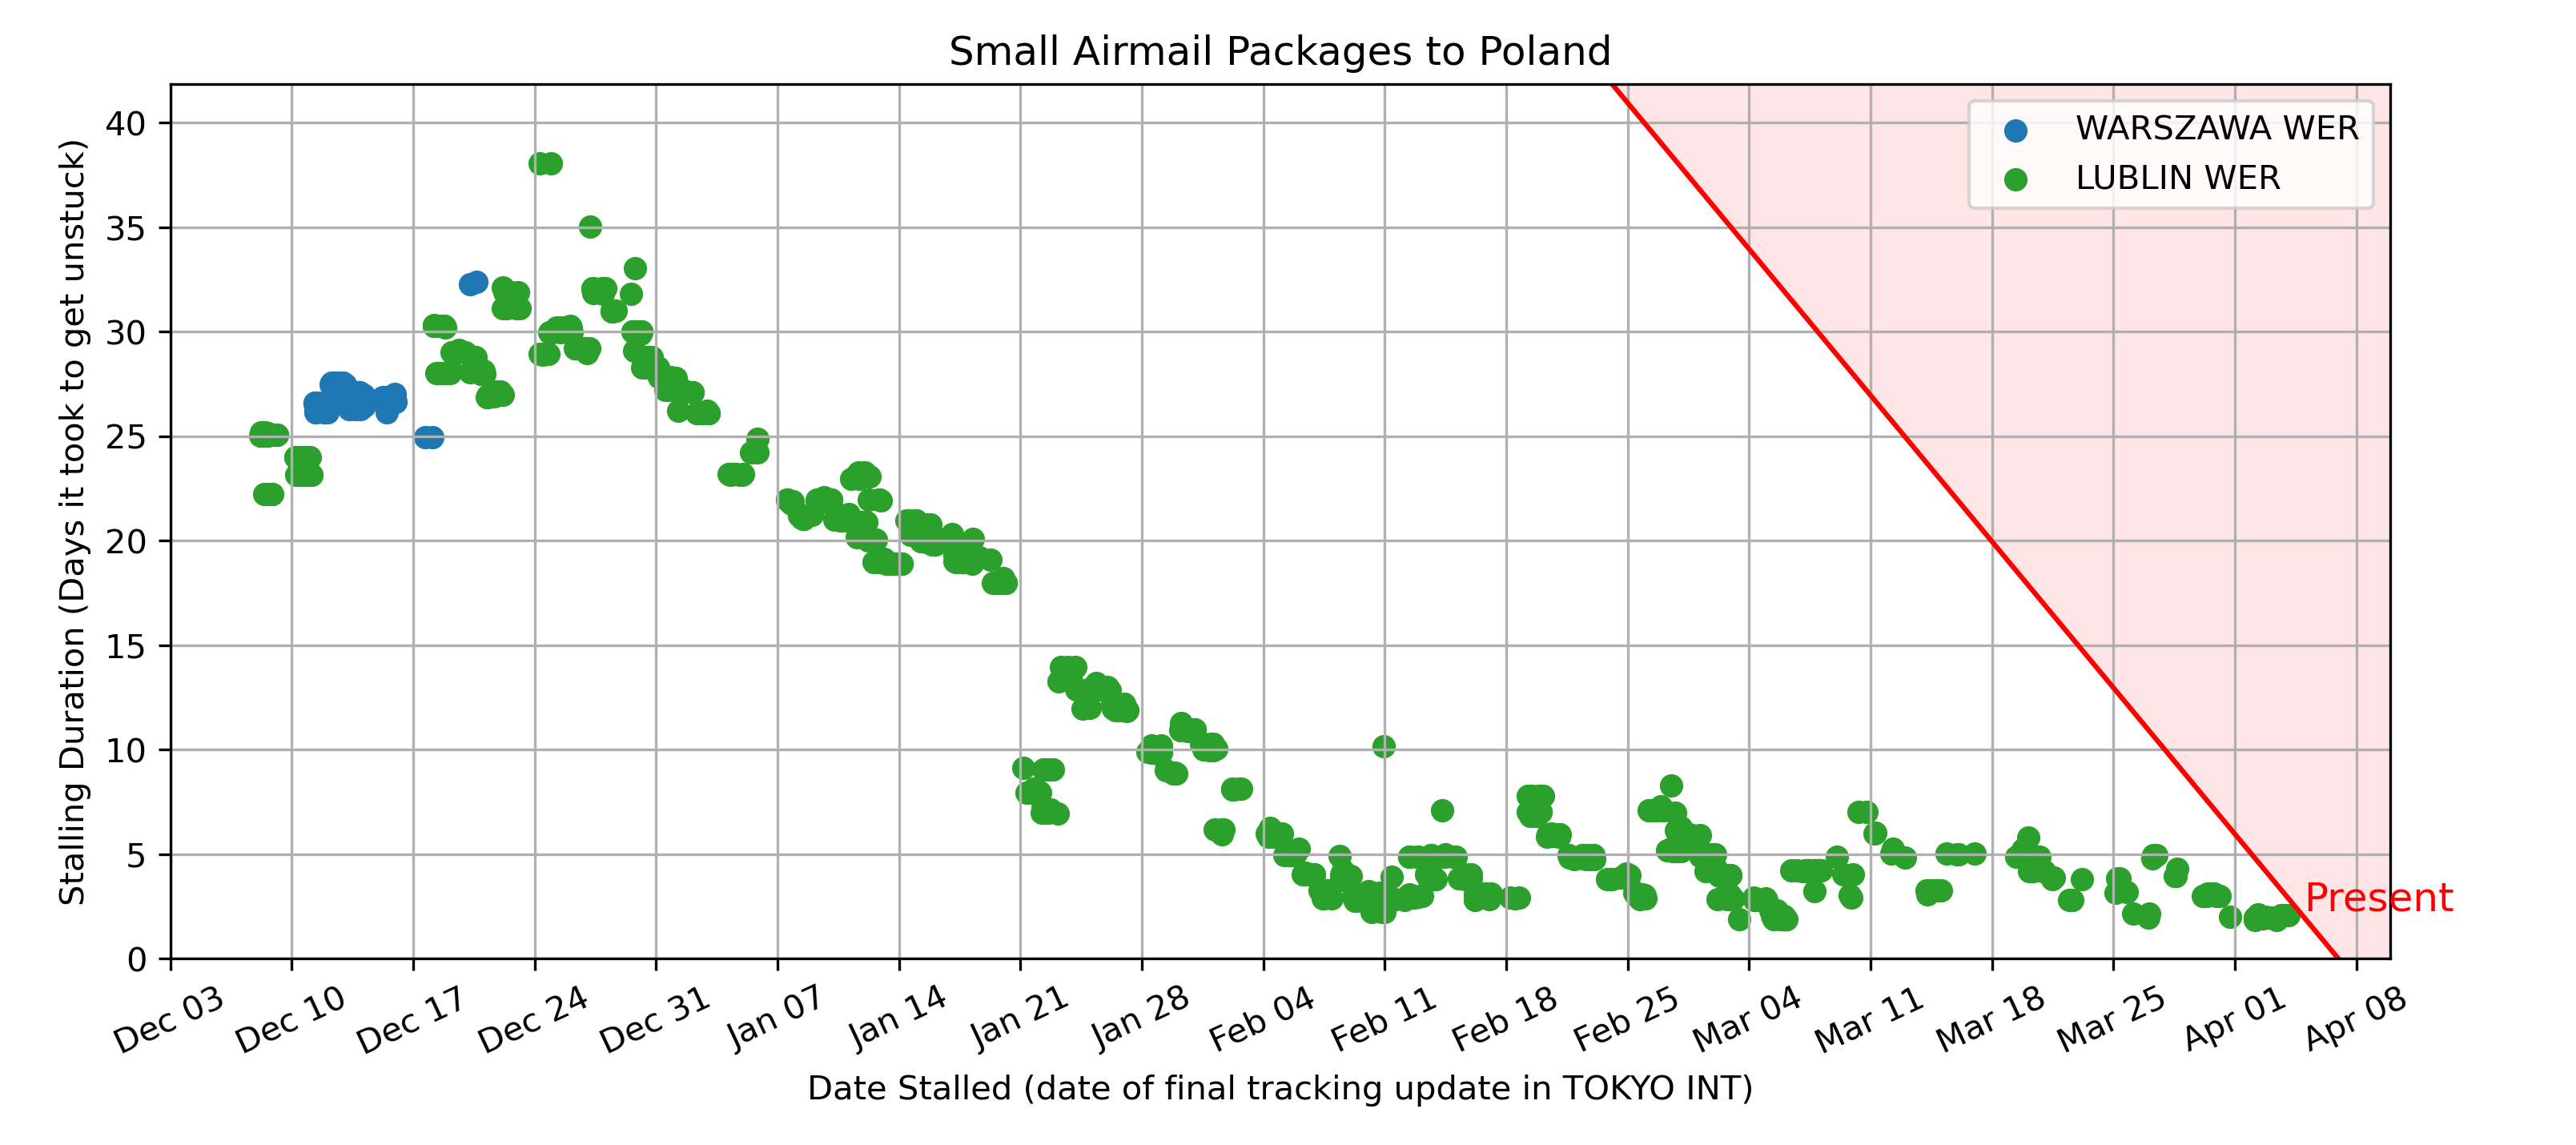 Small Airmail Packages to Poland
WARSZAWA WER
LUBLIN WER
Stalling Duration (Days it took to get unstuck)
40
35
30
25
20
15
10
5
0
Present
Dec 03
Dec 10
Dec 17
Dec 24
Dec 31
Jan 07
Jan 14
Jan 21
Jan 28
Feb 04
Feb 11
Feb 18
Feb 25
Mar 04
Mar 11
Mar 18
Mar 25
Apr 01
Apr 08
Date Stalled (date of final tracking update in TOKYO INT)